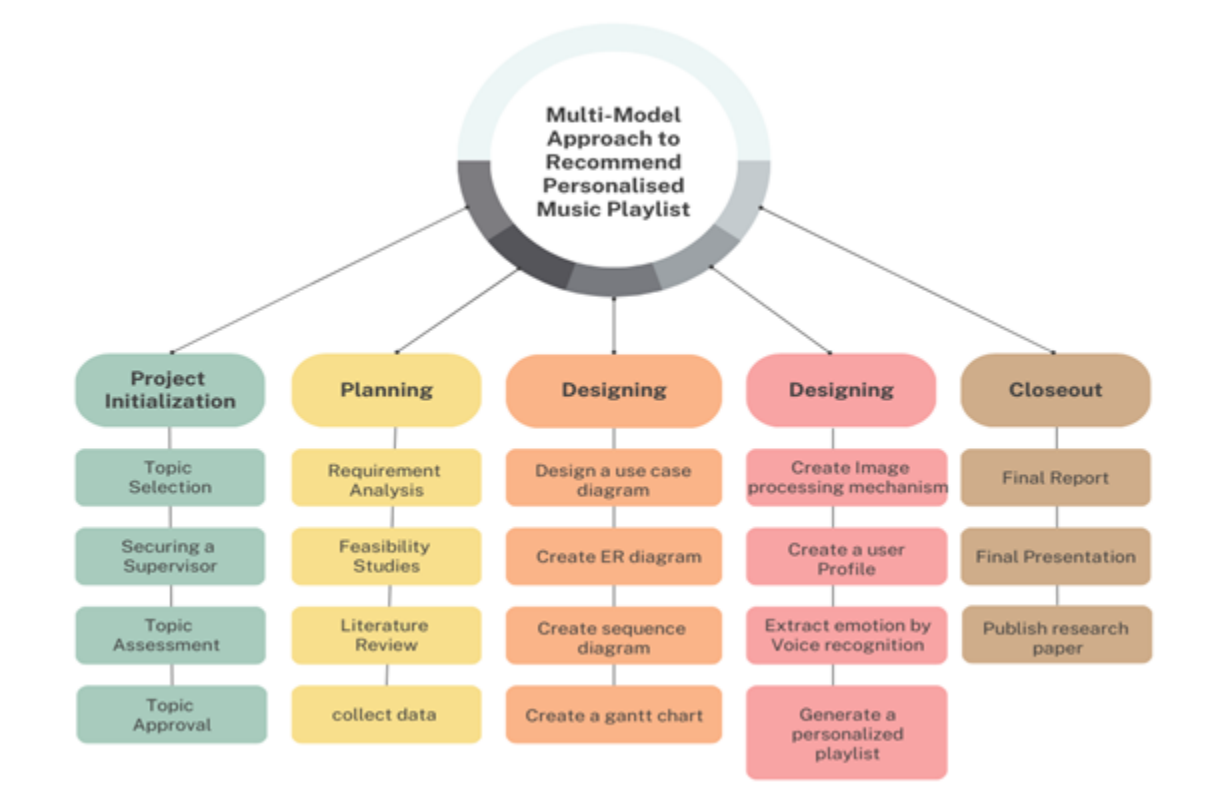 Multi-Model
Approach to
Recommend
Personalised
Music Playlist
Project
Initialization
Topic
Selection
Securing a
Supervisor
Topic
Assessment
Topic
Approval
Planning
Requirement
Analysis
Feasibility
Studies
Literature
Review
collect data
Designing
Design a use case
diagram
Create ER diagram
Create sequence
diagram
Create a gantt chart
Designing
Create Image
processing mechanism
Create a user
Profile
Extract emotion by
Voice recognition
Generate a
personalized
playlist
Closeout
Final Report
Final Presentation
Publish research
paper